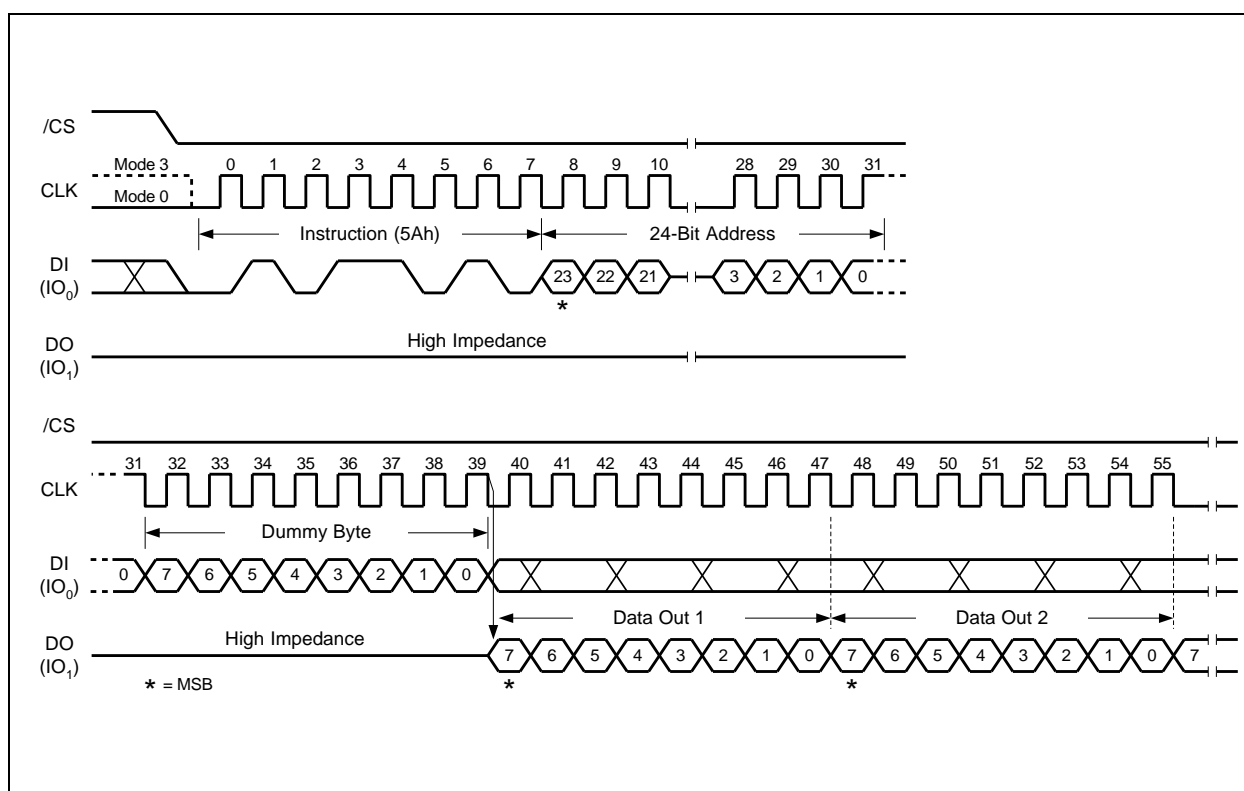 /CS
Mode 3 0 1 2 3 4 5 6 7 8 9 10 28 29 30 31
CLK
Mode 0
Instruction (5Ah) 24-Bit Address
DI
(IO0) 23 22 21 3 2 1 0
*
High Impedance
DO
(IO1)
/CS
31 32 33 34 35 36 37 38 39 40 41 42 43 44 45 46 47 48 49 50 51 52 53 54 55
CLK
Dummy Byte
DI
(IO0) 0 7 6 5 4 3 2 1 0
Data Out 1 Data Out 2
High Impedance
DO
(IO1) 7 6 5 4 3 2 1 0 7 6 5 4 3 2 1 0 7
* = MSB * *